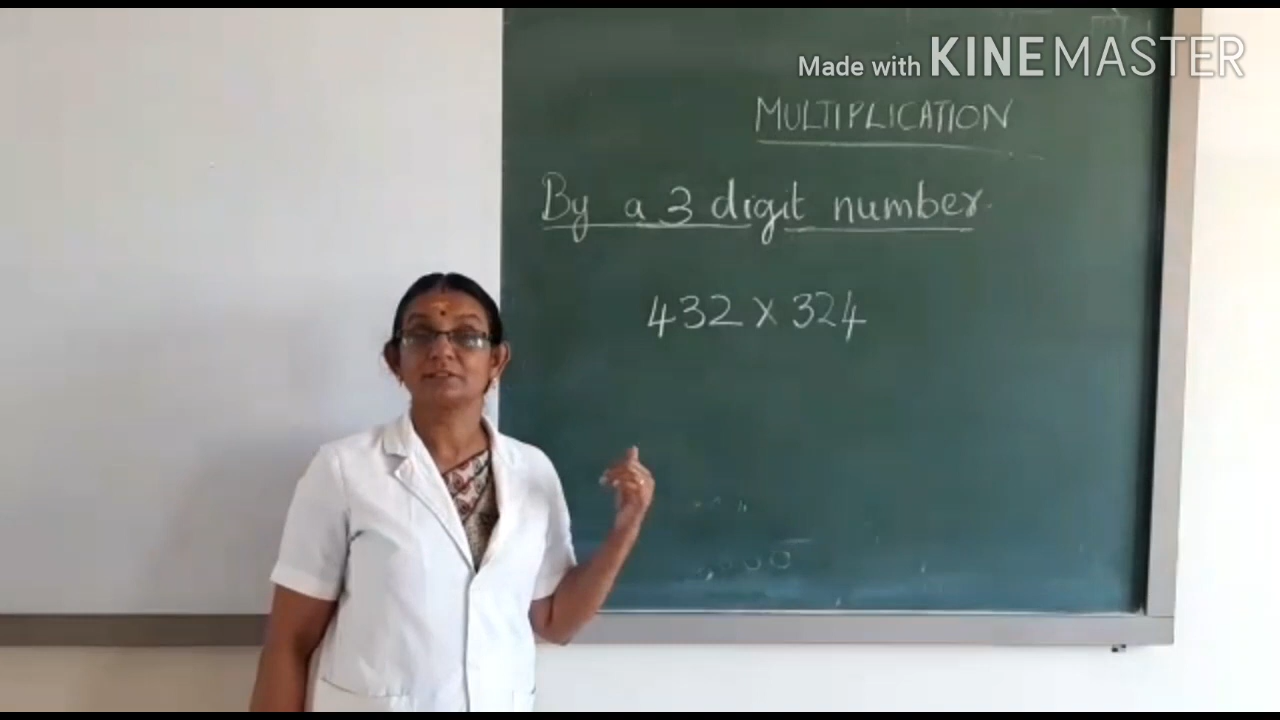 Made with KINEMASTER
MULTIPLICATION
By a 3 digit number.
432 X 324